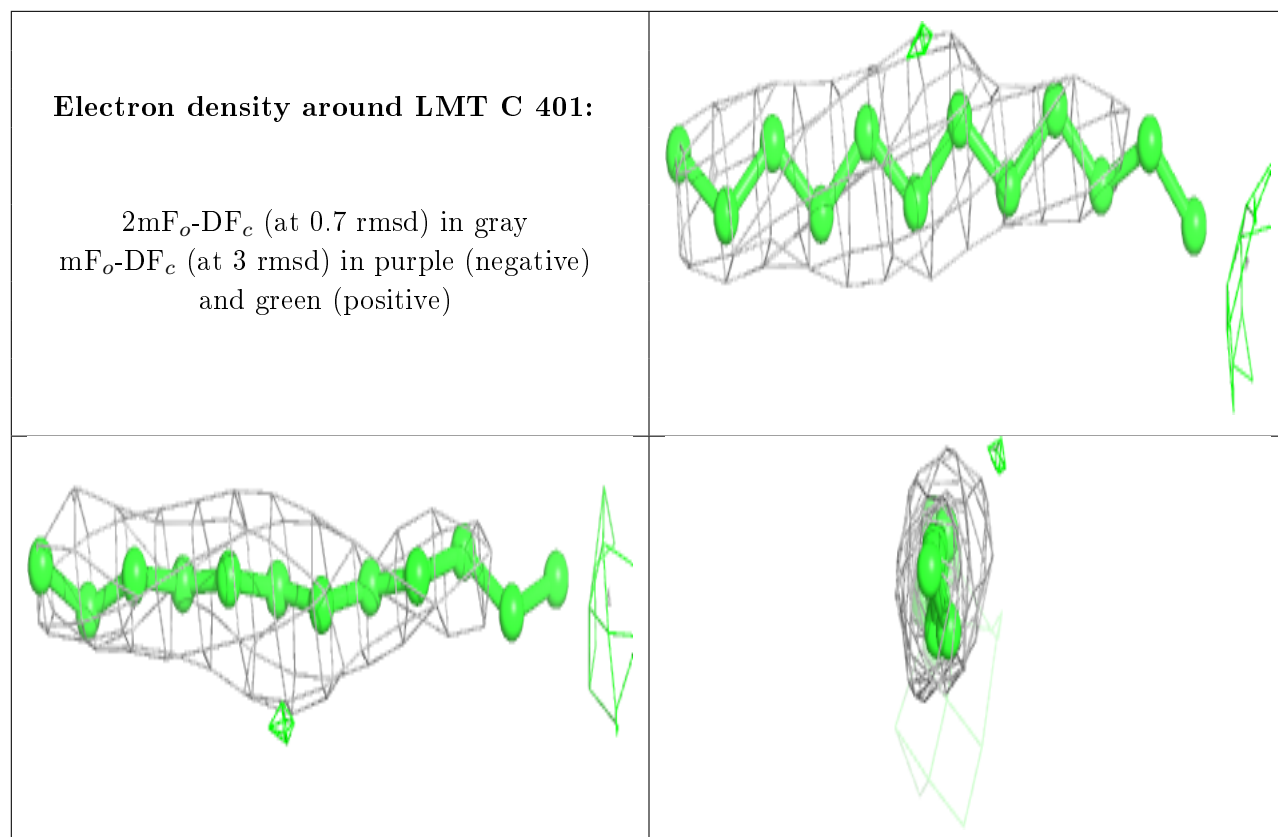 Electron density around LMT C 401:
2mFₒ-DF𝒸 (at 0.7 rmsd) in gray
mFₒ-DF𝒸 (at 3 rmsd) in purple (negative)
and green (positive)